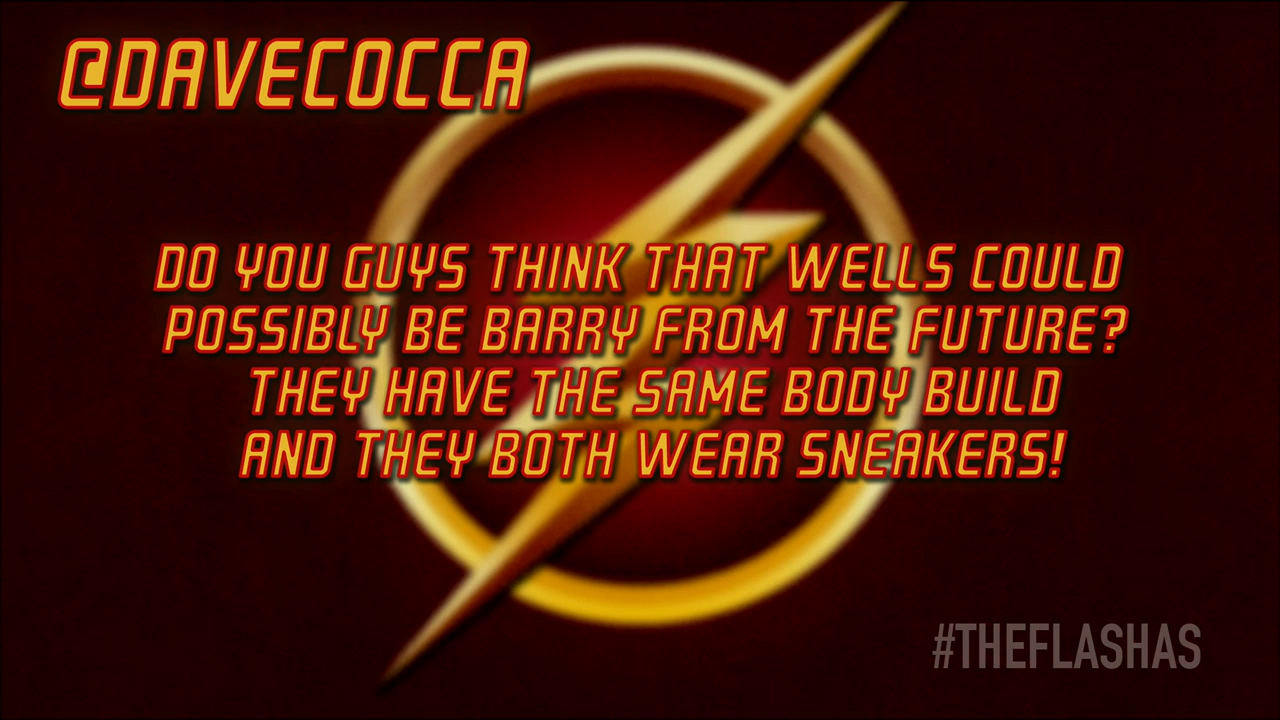 @DAVECOCCA
DO YOU GUYS THINK THAT WELLS COULD
POSSIBLY BE BARRY FROM THE FUTURE?
THEY HAVE THE SAME BODY BUILD
AND THEY BOTH WEAR SNEAKERS!
#THEFLASHAS